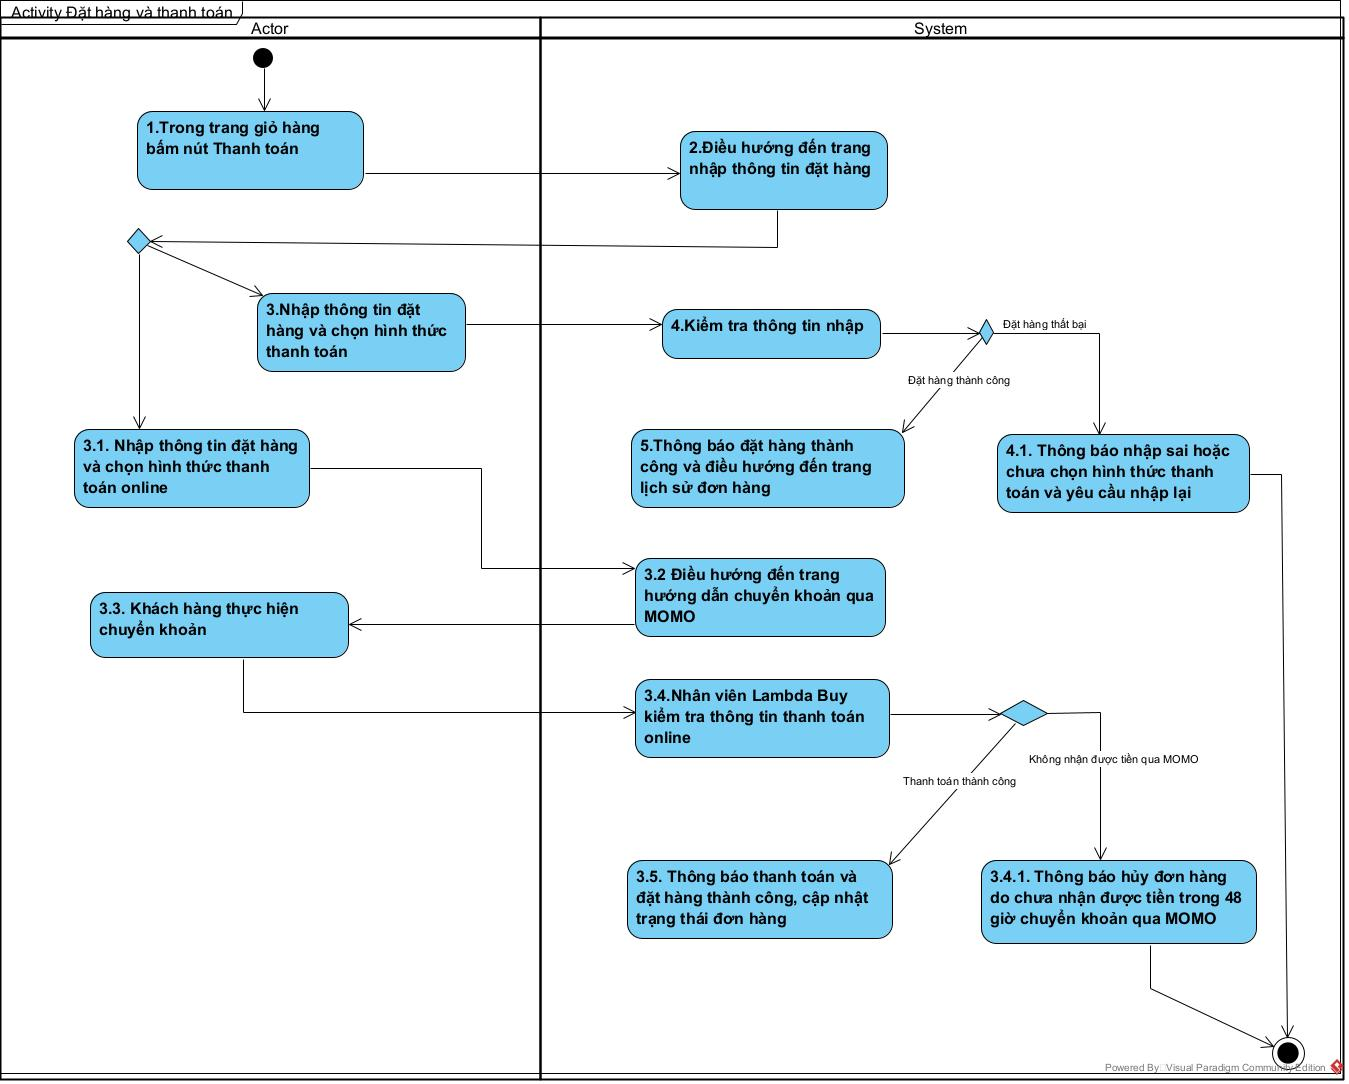 Activity Đặt hàng và thanh toán
Actor
System
1.Trong trang giỏ hàng
bấm nút Thanh toán
2.Điều hướng đến trang
nhập thông tin đặt hàng
3.Nhập thông tin đặt
hàng và chọn hình thức
thanh toán
4.Kiểm tra thông tin nhập
Đặt hàng thất bại
Đặt hàng thành công
3.1. Nhập thông tin đặt hàng
và chọn hình thức thanh
toán online
5.Thông báo đặt hàng thành
công và điều hướng đến trang
lịch sử đơn hàng
4.1. Thông báo nhập sai hoặc
chưa chọn hình thức thanh
toán và yêu cầu nhập lại
3.2 Điều hướng đến trang
hướng dẫn chuyển khoản qua
MOMO
3.3. Khách hàng thực hiện
chuyển khoản
3.4.Nhân viên Lambda Buy
kiểm tra thông tin thanh toán
online
Không nhận được tiền qua MOMO
Thanh toán thành công
3.5. Thông báo thanh toán và
đặt hàng thành công, cập nhật
trạng thái đơn hàng
3.4.1. Thông báo hủy đơn hàng
do chưa nhận được tiền trong 48
giờ chuyển khoản qua MOMO
Powered By: Visual Paradigm Community Edition